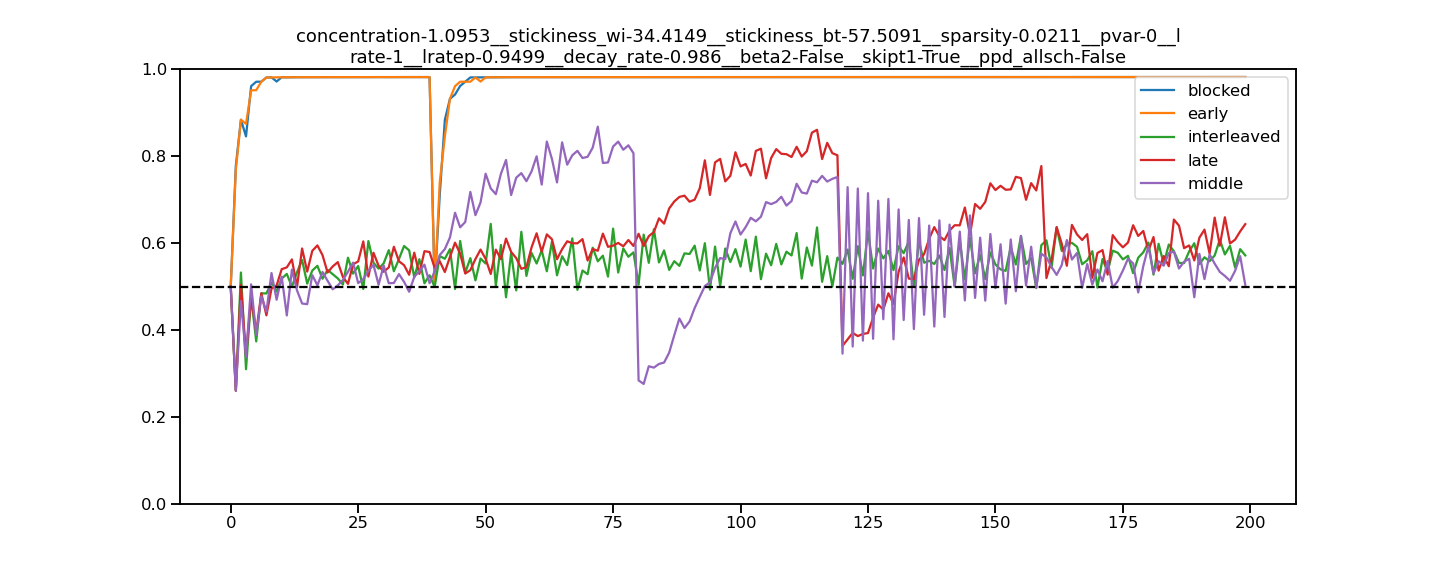 concentration-1.0953__stickiness_wi-34.4149__stickiness_bt-57.5091__sparsity-0.0211__pvar-0__l
rate-1__lratep-0.9499__decay_rate-0.986__beta2-False__skipt1-True__ppd_allsch-False
1.0
0.8
0.6
0.4
0.2
0.0
blocked
early
interleaved
late
middle
0 25 50 75 100 125 150 175 200